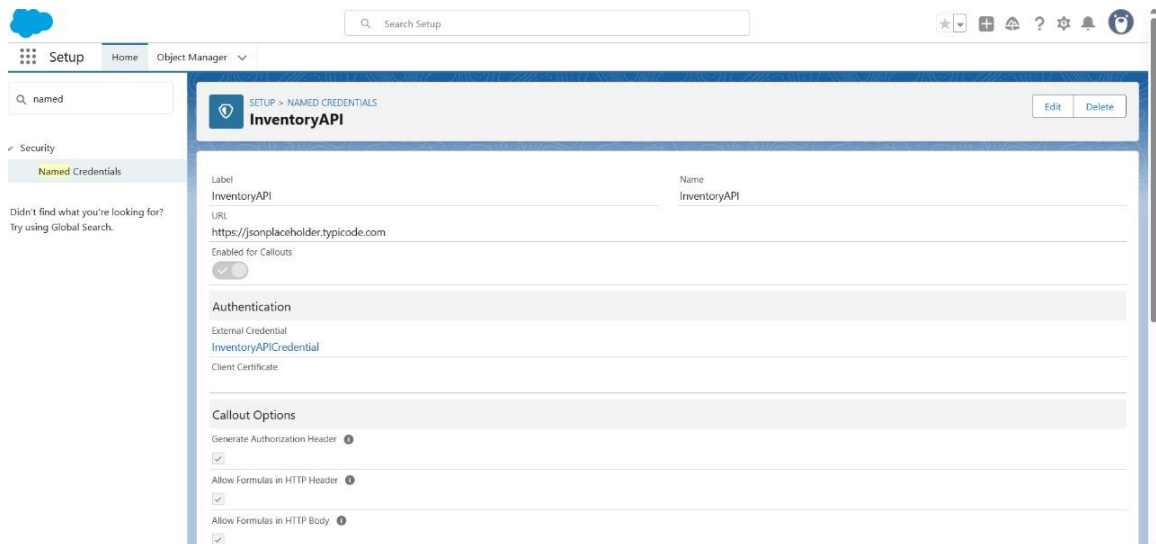 Search Setup
Setup Home Object Manager
named
Security
Named Credentials
Didn't find what you're looking for?
Try using Global Search.
SETUP > NAMED CREDENTIALS
InventoryAPI
Edit Delete
Label Name
InventoryAPI InventoryAPI
URL
https://jsonplaceholder.typicode.com
Enabled for Callouts
Authentication
External Credential
InventoryAPICredential
Client Certificate
Callout Options
Generate Authorization Header
Allow Formulas in HTTP Header
Allow Formulas in HTTP Body